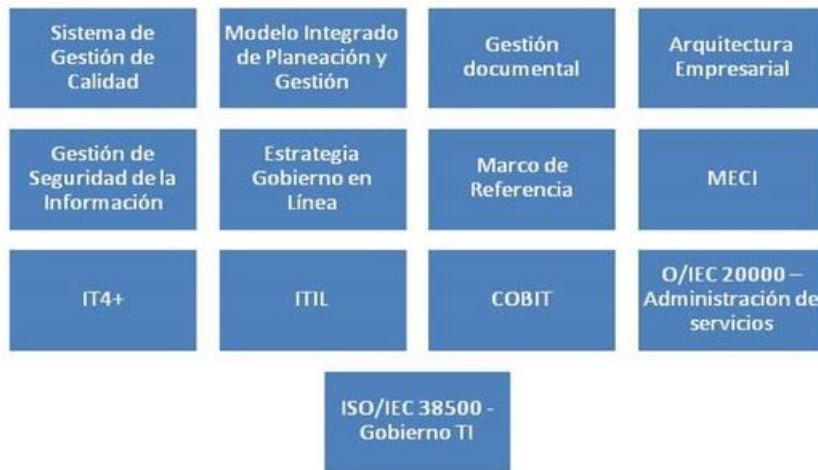 Sistema de
Gestión de
Calidad
Modelo Integrado
de Planeación y
Gestión
Gestión
documental
Arquitectura
Empresarial
Gestión de
Seguridad de la
Información
Estrategia
Gobierno en
Línea
Marco de
Referencia
MECI
IT4+
ITIL
COBIT
O/IEC 20000 –
Administración de
servicios
ISO/IEC 38500 -
Gobierno TI